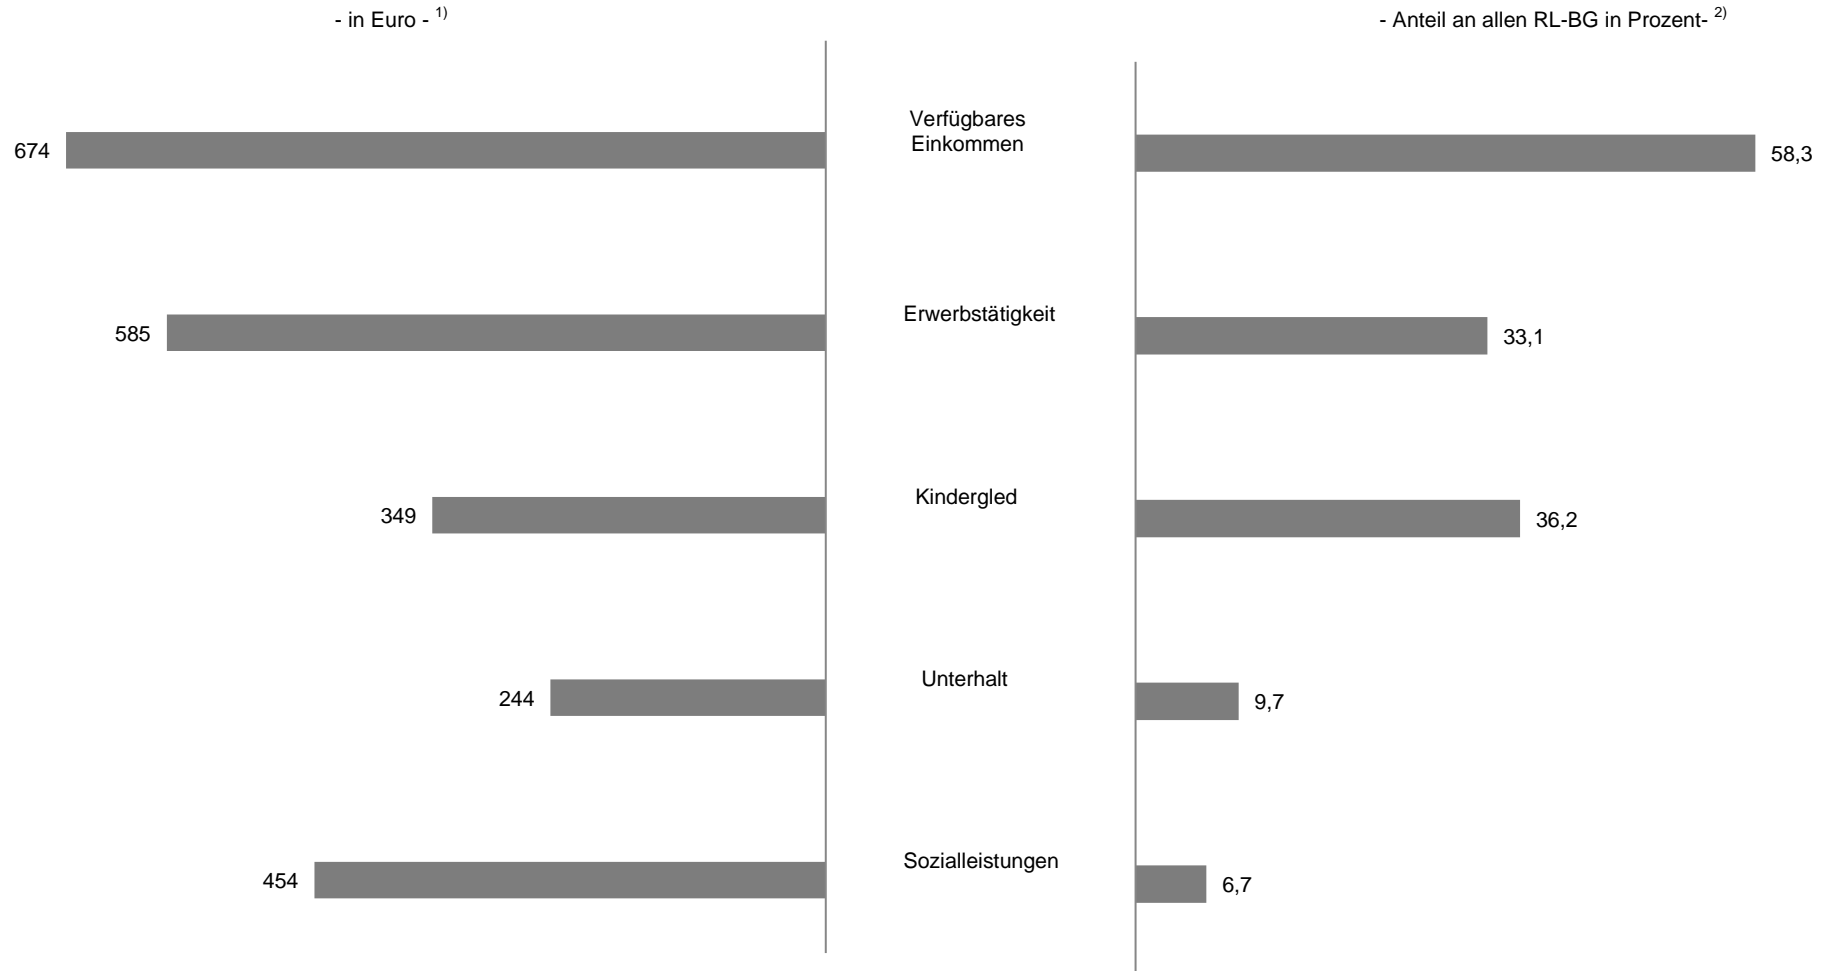 - in Euro - 1)
- Anteil an allen RL-BG in Prozent- 2)
Verfügbares
Einkommen
674
58,3
Erwerbstätigkeit
585
33,1
Kindergled
349
36,2
Unterhalt
244
9,7
Sozialleistungen
454
6,7